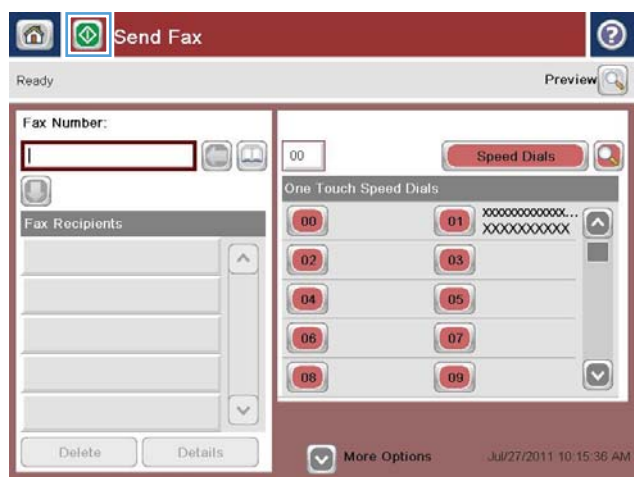 Send Fax
?
Ready
Preview
Fax Number:
00
Speed Dials
One Touch Speed Dials
Fax Recipients
00
01
XXXXXXXXXXXX...
XXXXXXXXXX
02
03
04
05
06
07
08
09
Delete
Details
More Options
Jul/27/2011 10:15:36 AM